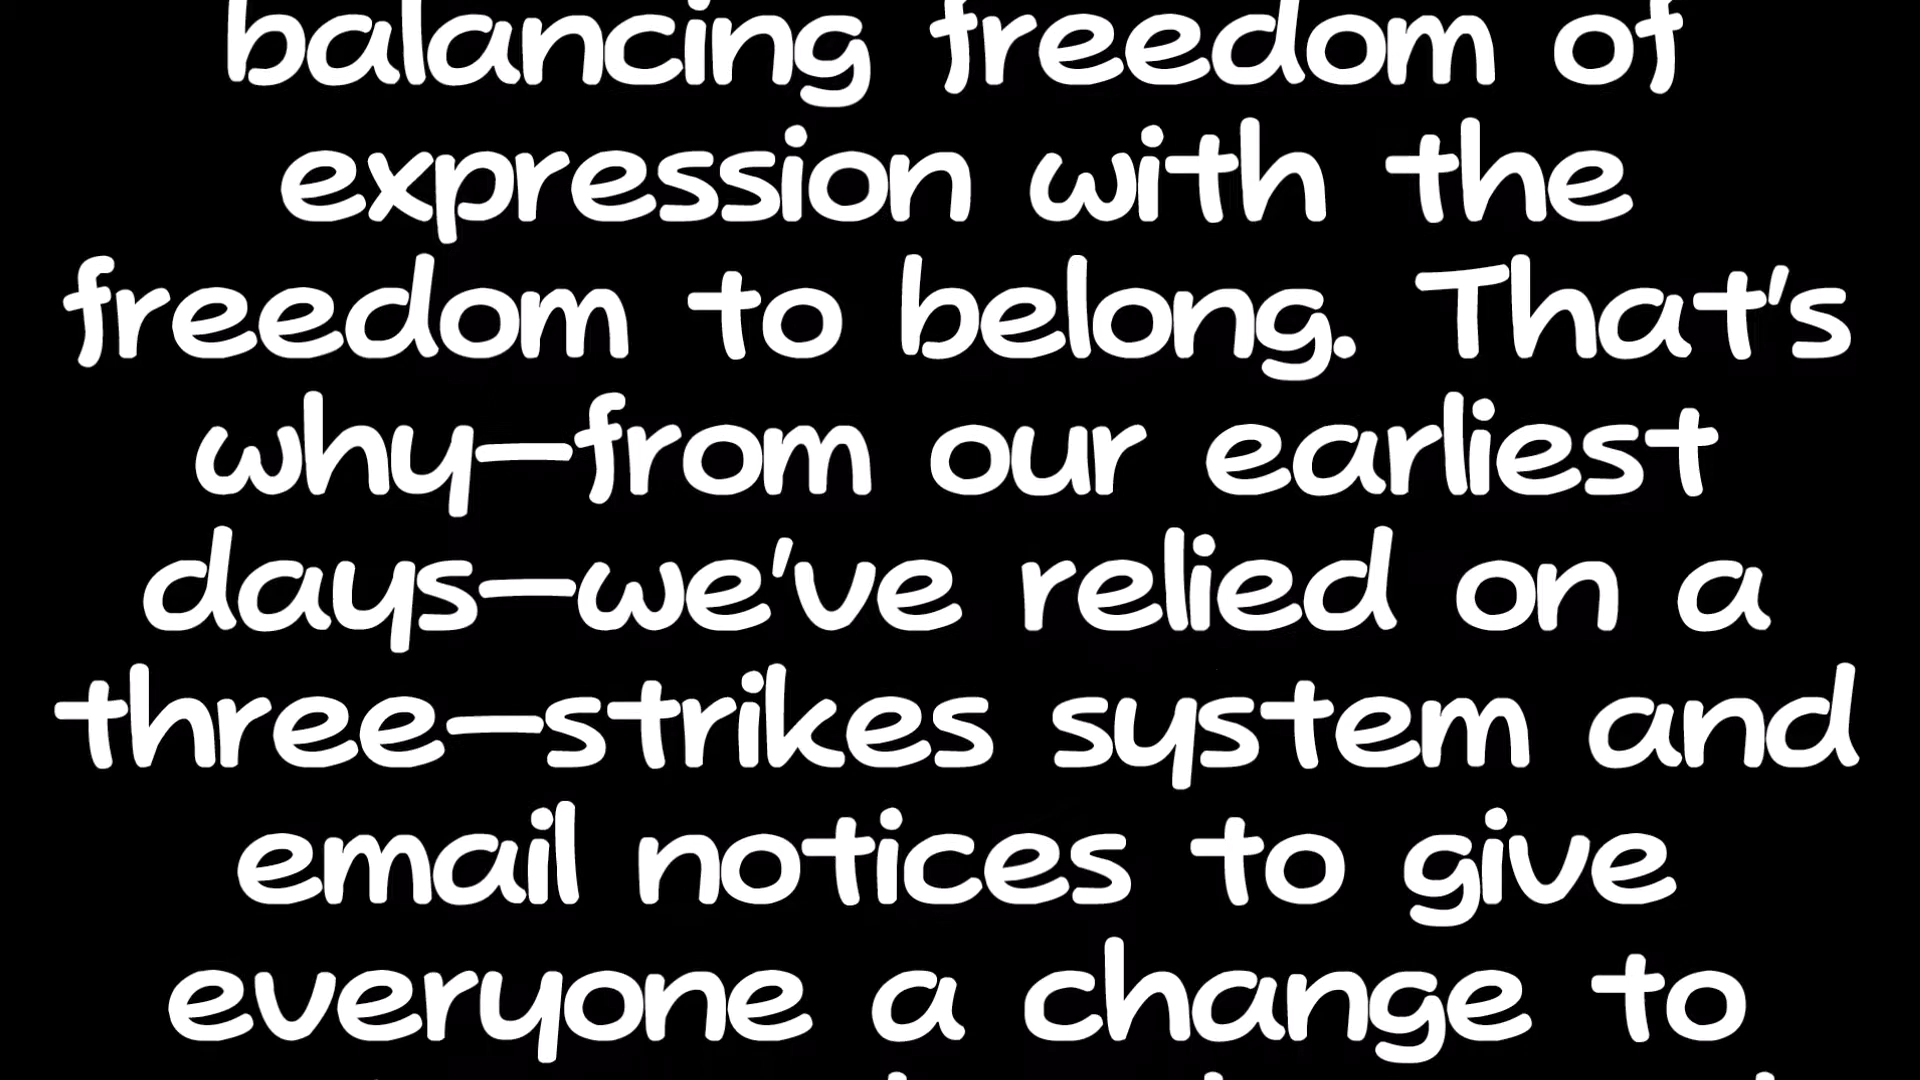 balancing freedom of
expression with the
freedom to belong. That's
why—from our earliest
days—we've relied on a
three-strikes system and
email notices to give
everyone a change to